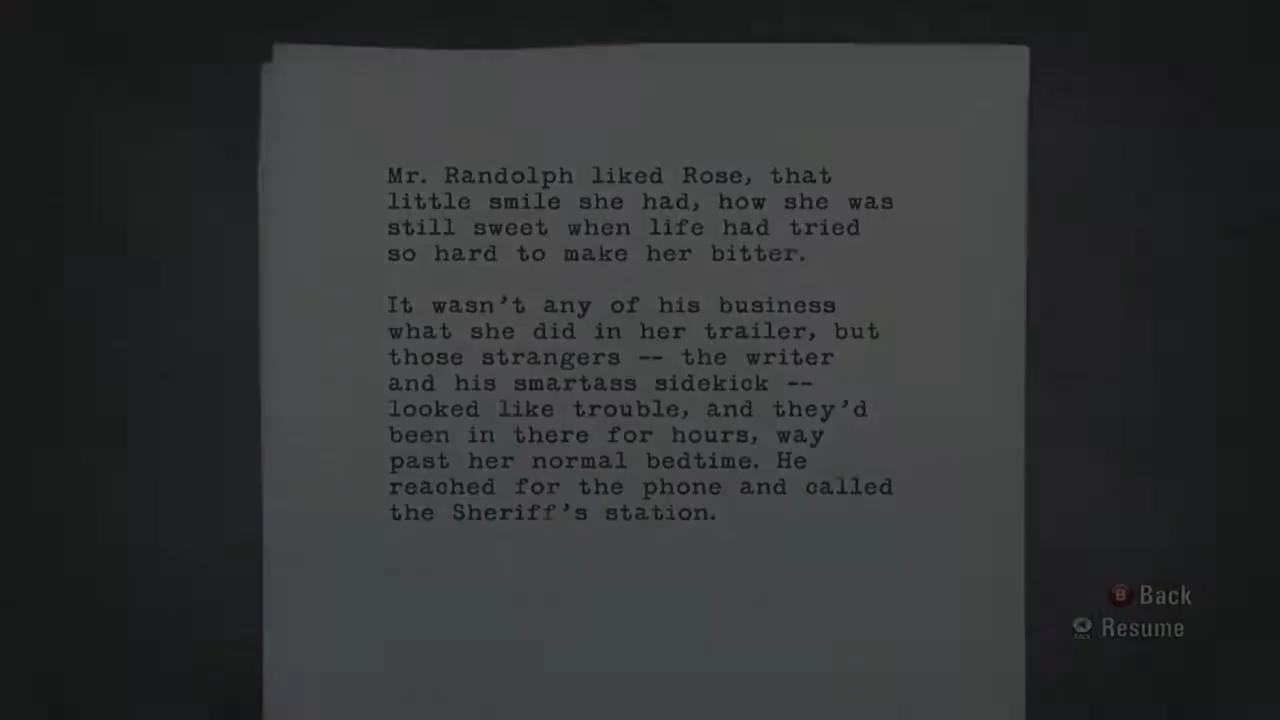 Mr. Randolph liked Rose, that
little smile she had, how she was
still sweet when life had tried
so hard to make her bitter.
It wasn't any of his business
what she did in her trailer, but
those strangers -- the writer
and his smartass sidekick --
looked like trouble, and they'd
been in there for hours, way
past her normal bedtime. He
reached for the phone and called
the Sheriff's station.
B Back
BACK Resume